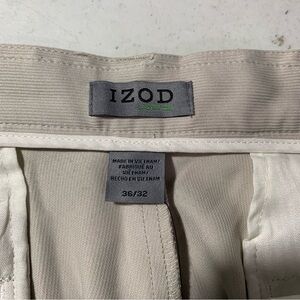 IZOD
MADE IN VIETNAM/
FABRIQUÉ AU
VIETNAM/
HECHO EN VIETNAM
36/32